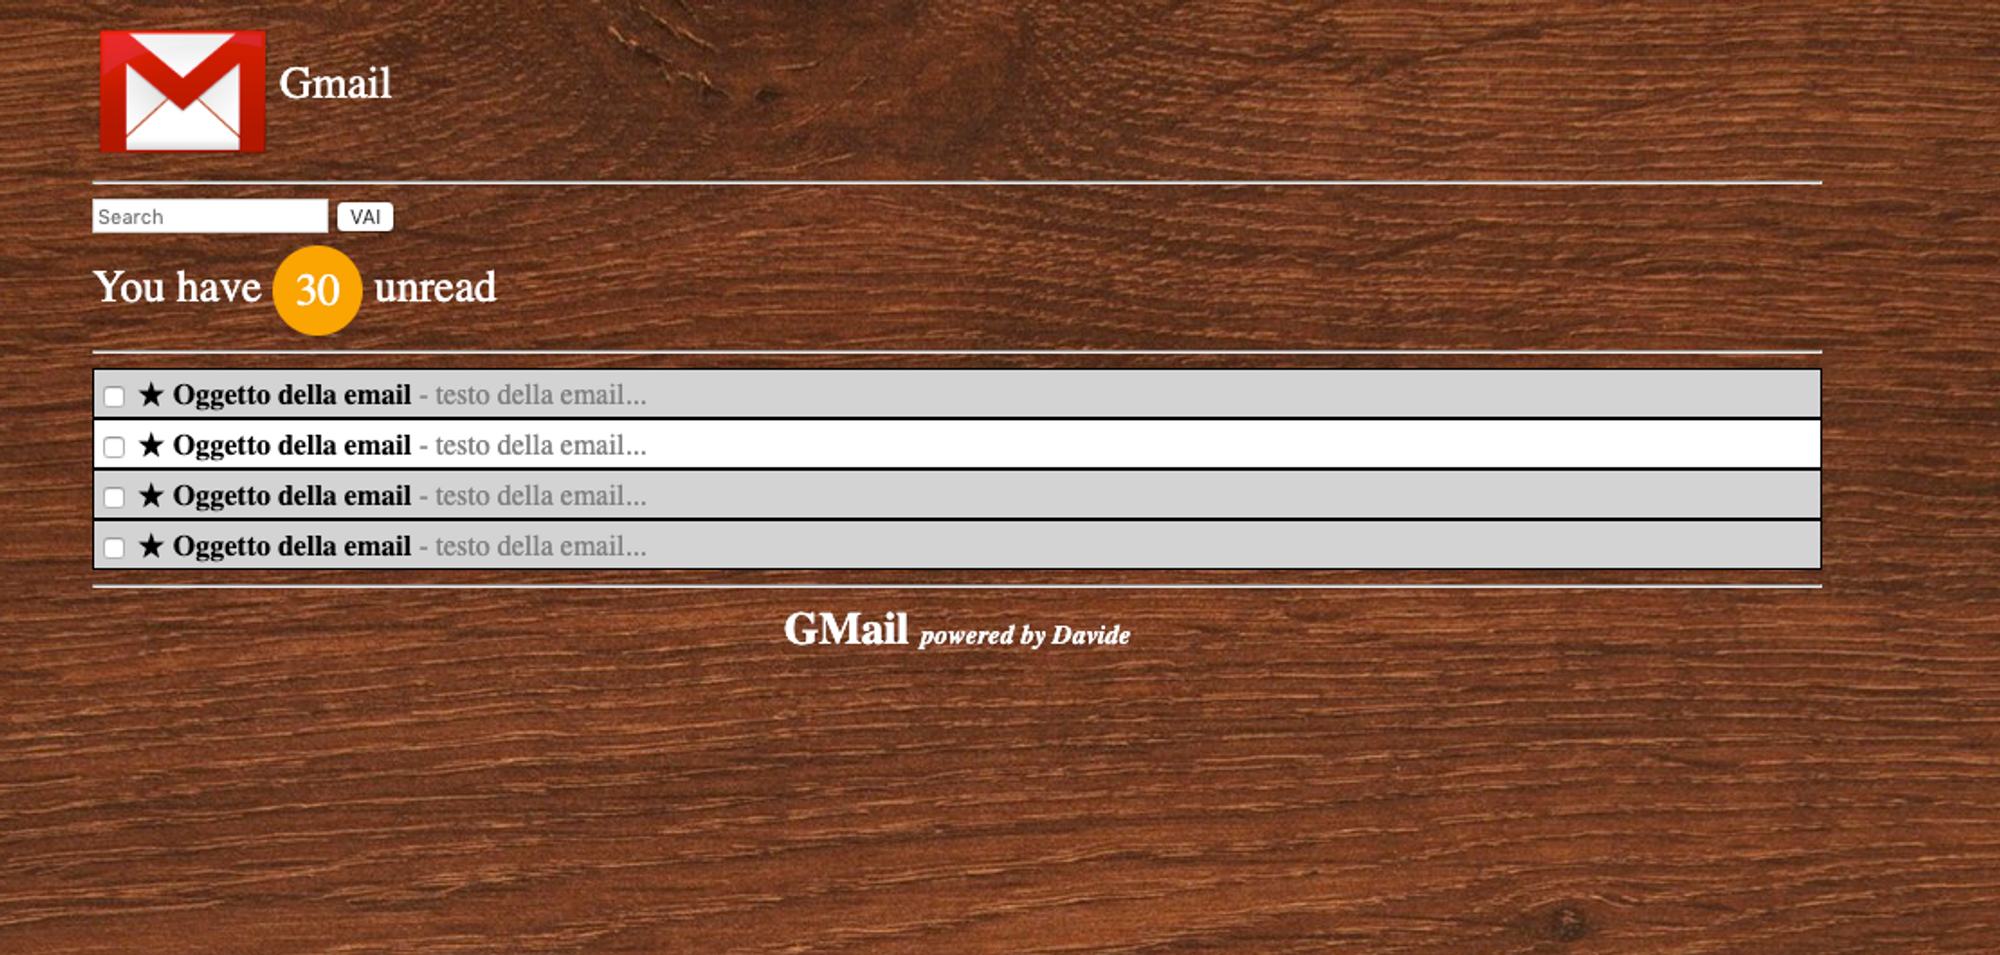 Gmail
Search VAI
You have 30 unread
★ Oggetto della email - testo della email...
★ Oggetto della email - testo della email...
★ Oggetto della email - testo della email...
★ Oggetto della email - testo della email...
GMail powered by Davide